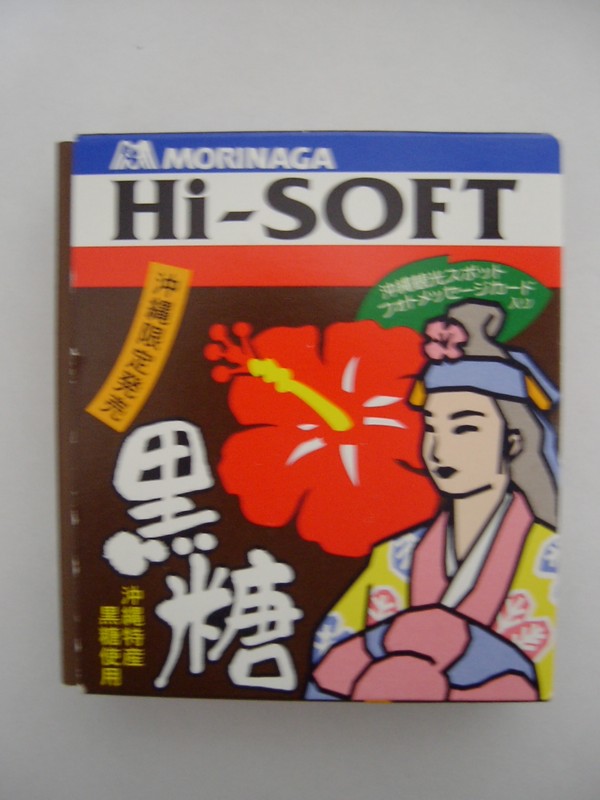 MORINAGA
Hi-SOFT
沖縄観光スポット
フォトメッセージカード
入り
沖縄限定発売
黒糖
沖縄特産
黒糖使用